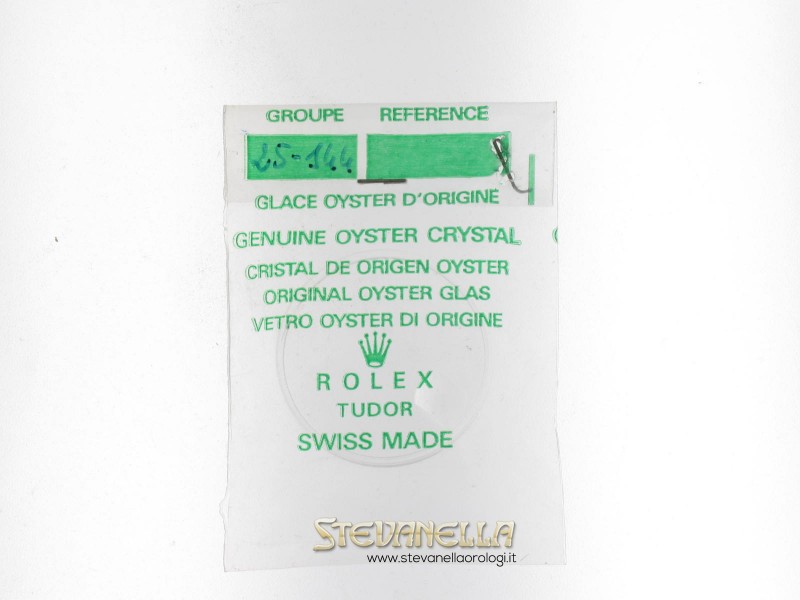 GROUPE REFERENCE
25-144
GLACE OYSTER D'ORIGINE
GENUINE OYSTER CRYSTAL
CRISTAL DE ORIGEN OYSTER
ORIGINAL OYSTER GLAS
VETRO OYSTER DI ORIGINE
ROLEX
TUDOR
SWISS MADE
STEVANELLA
www.stevanellaorologi.it